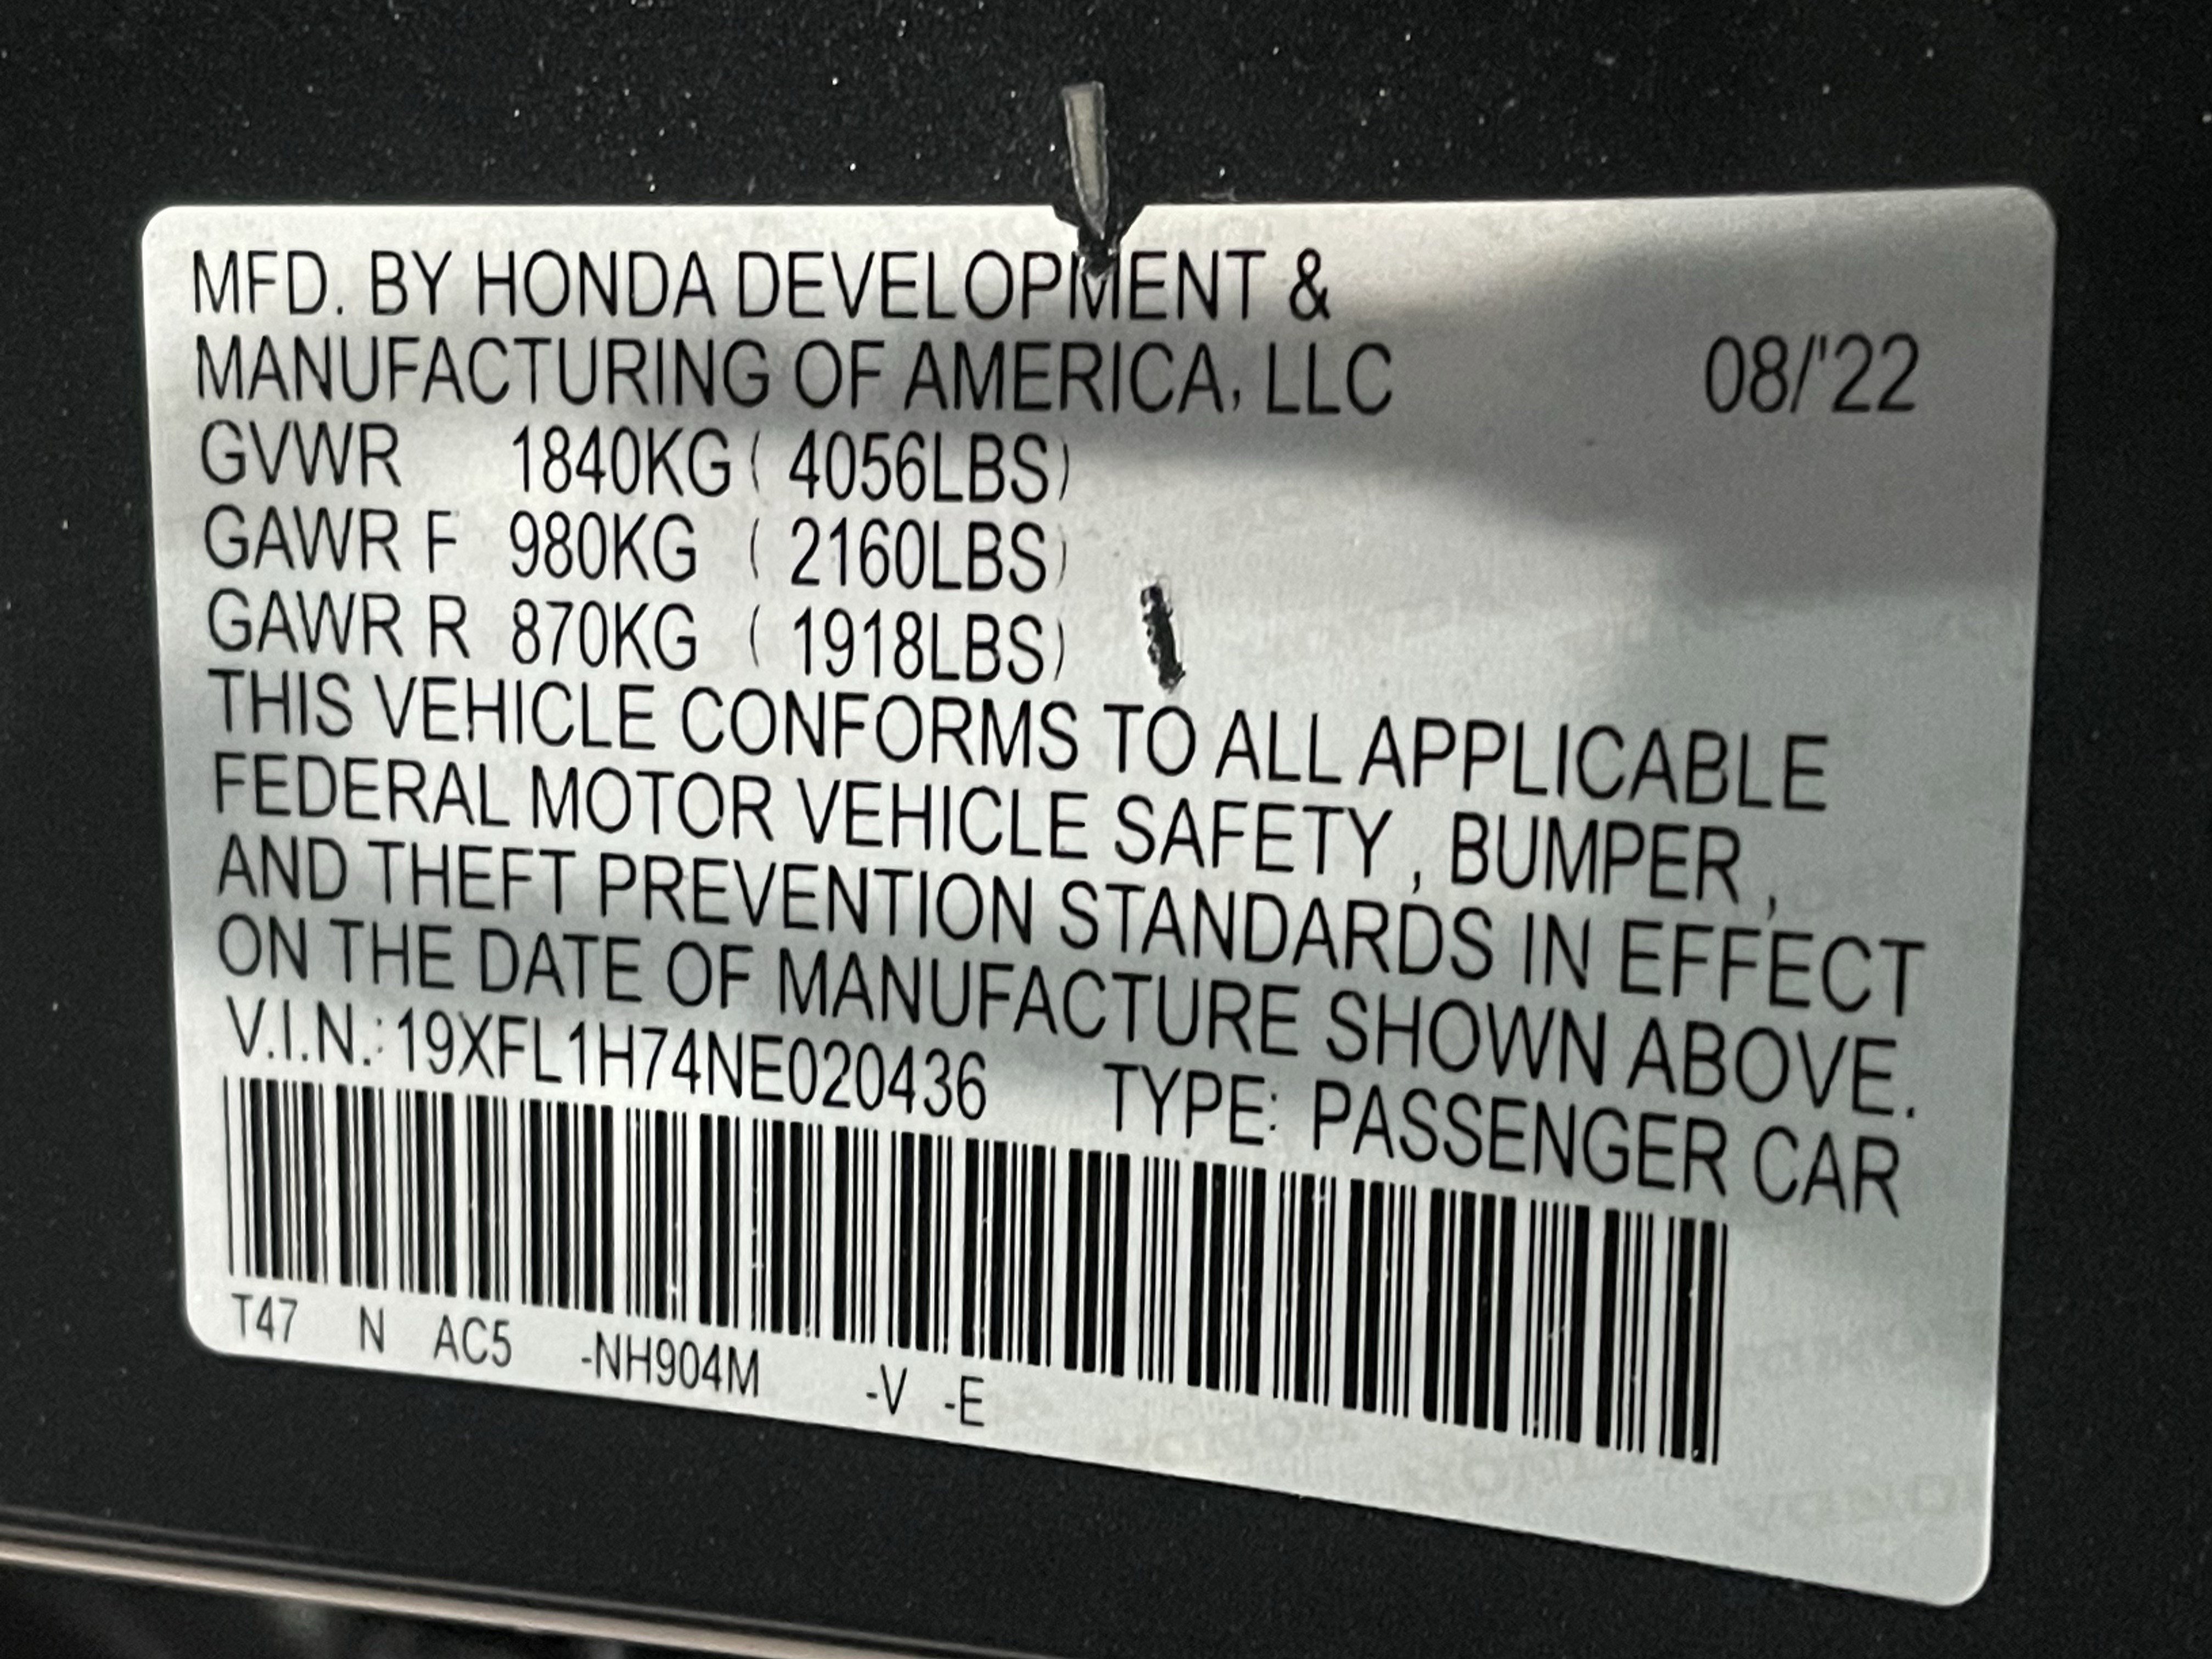 MFD. BY HONDA DEVELOPMENT &
MANUFACTURING OF AMERICA, LLC 08/'22
GVWR 1840KG ( 4056LBS)
GAWR F 980KG ( 2160LBS)
GAWR R 870KG ( 1918LBS)
THIS VEHICLE CONFORMS TO ALL APPLICABLE
FEDERAL MOTOR VEHICLE SAFETY , BUMPER ,
AND THEFT PREVENTION STANDARDS IN EFFECT
ON THE DATE OF MANUFACTURE SHOWN ABOVE.
V.I.N.: 19XFL1H74NE020436 TYPE: PASSENGER CAR
T47 N AC5 -NH904M -V -E